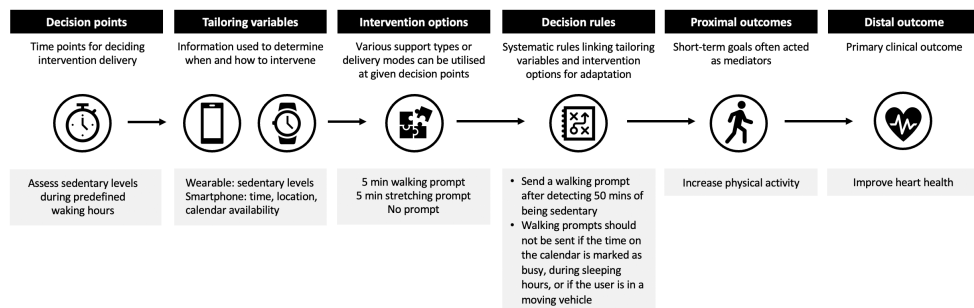 Decision points
Time points for deciding
intervention delivery
Assess sedentary levels
during predefined
waking hours
Tailoring variables
Information used to determine
when and how to intervene
Wearable: sedentary levels
Smartphone: time, location,
calendar availability
Intervention options
Various support types or
delivery modes can be utilised
at given decision points
5 min walking prompt
5 min stretching prompt
No prompt
Decision rules
Systematic rules linking tailoring
variables and intervention
options for adaptation
• Send a walking prompt
after detecting 50 mins of
being sedentary
• Walking prompts should
not be sent if the time on
the calendar is marked as
busy, during sleeping
hours, or if the user is in a
moving vehicle
Proximal outcomes
Short-term goals often acted
as mediators
Increase physical activity
Distal outcome
Primary clinical outcome
Improve heart health